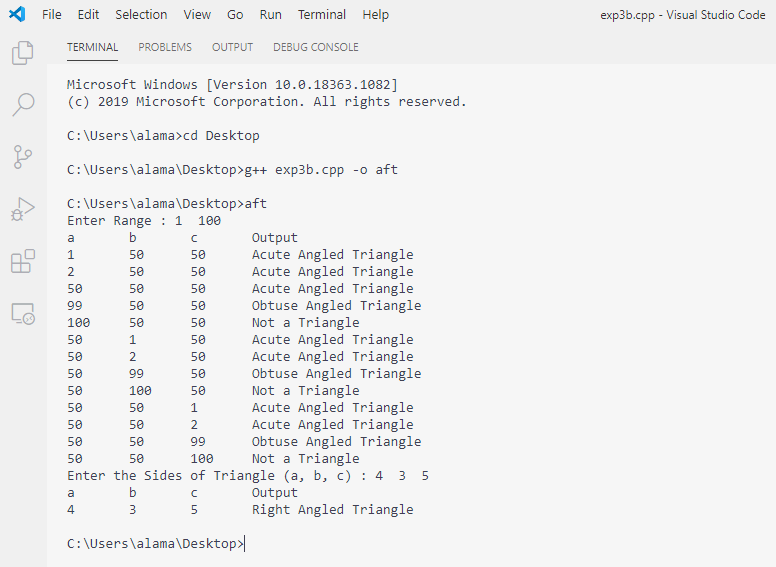 File Edit Selection View Go Run Terminal Help exp3b.cpp - Visual Studio Code
TERMINAL PROBLEMS OUTPUT DEBUG CONSOLE
Microsoft Windows [Version 10.0.18363.1082]
(c) 2019 Microsoft Corporation. All rights reserved.
C:\Users\alama>cd Desktop
C:\Users\alama\Desktop>g++ exp3b.cpp -o aft
C:\Users\alama\Desktop>aft
Enter Range : 1  100
a b c Output
1 50 50 Acute Angled Triangle
2 50 50 Acute Angled Triangle
50 50 50 Acute Angled Triangle
99 50 50 Obtuse Angled Triangle
100 50 50 Not a Triangle
50 1 50 Acute Angled Triangle
50 2 50 Acute Angled Triangle
50 99 50 Obtuse Angled Triangle
50 100 50 Not a Triangle
50 50 1 Acute Angled Triangle
50 50 2 Acute Angled Triangle
50 50 99 Obtuse Angled Triangle
50 50 100 Not a Triangle
Enter the Sides of Triangle (a, b, c) : 4  3  5
a b c Output
4 3 5 Right Angled Triangle
C:\Users\alama\Desktop>